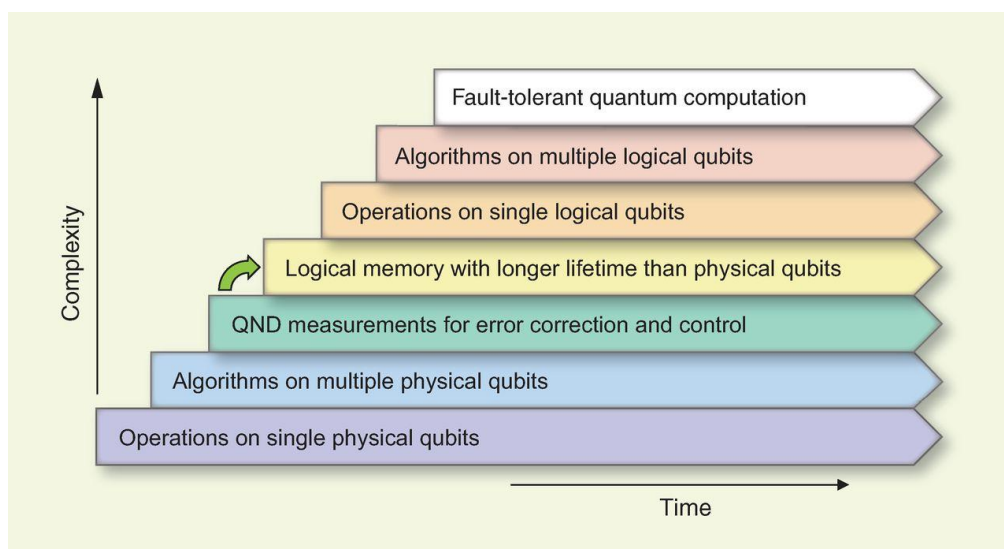 Fault-tolerant quantum computation
Algorithms on multiple logical qubits
Operations on single logical qubits
Logical memory with longer lifetime than physical qubits
QND measurements for error correction and control
Algorithms on multiple physical qubits
Operations on single physical qubits
Complexity
Time